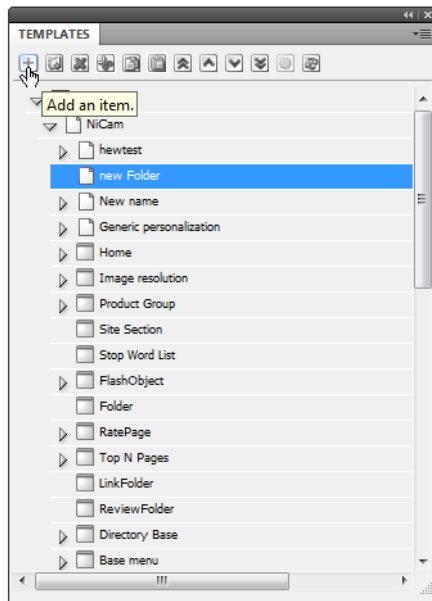 TEMPLATES
Add an item.
NiCam
hewtest
new Folder
New name
Generic personalization
Home
Image resolution
Product Group
Site Section
Stop Word List
FlashObject
Folder
RatePage
Top N Pages
LinkFolder
ReviewFolder
Directory Base
Base menu